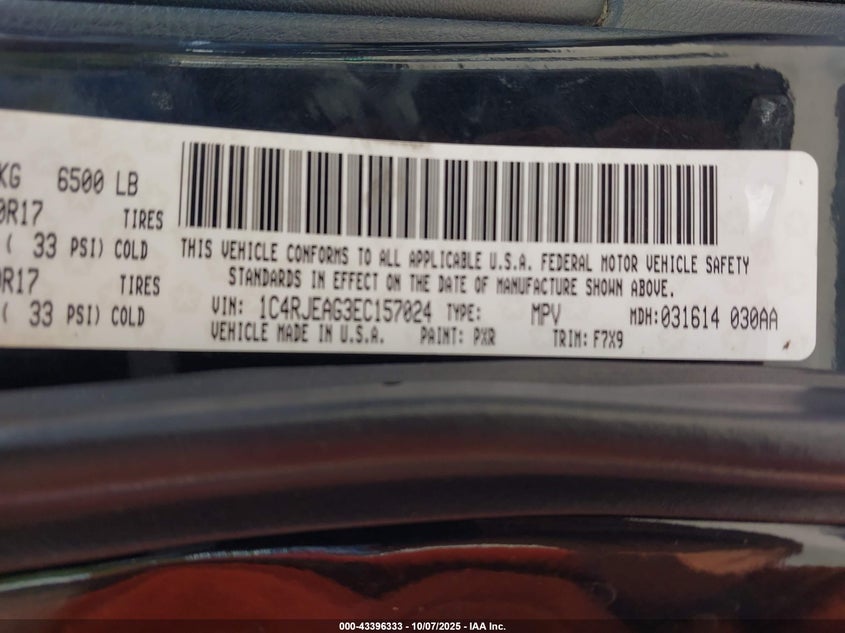 KG 6500 LB
0R17 TIRES
( 33 PSI) COLD
0R17 TIRES
( 33 PSI) COLD
THIS VEHICLE CONFORMS TO ALL APPLICABLE U.S.A. FEDERAL MOTOR VEHICLE SAFETY
STANDARDS IN EFFECT ON THE DATE OF MANUFACTURE SHOWN ABOVE.
VIN: 1C4RJEAG3EC157024 TYPE: MPV MDH:031614 030AA
VEHICLE MADE IN U.S.A. PAINT: PXR TRIM: F7X9
000-43396333 - 10/07/2025 - IAA Inc.